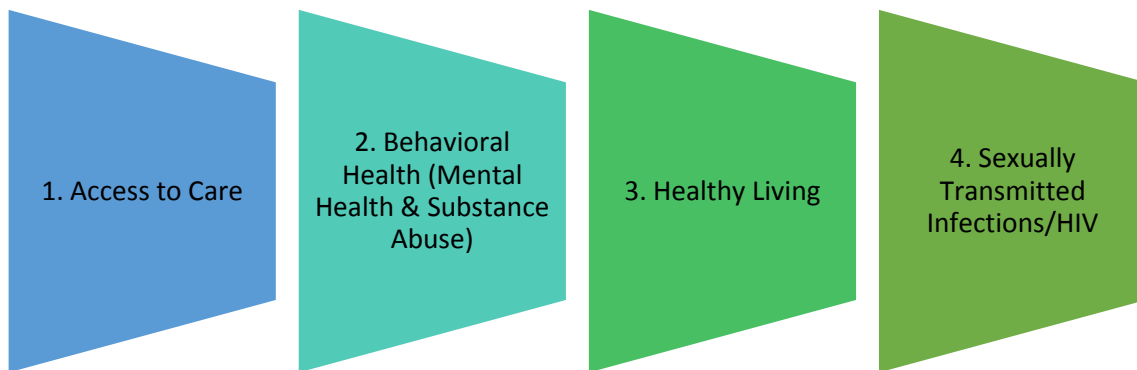 1. Access to Care
2. Behavioral
Health (Mental
Health & Substance
Abuse)
3. Healthy Living
4. Sexually
Transmitted
Infections/HIV